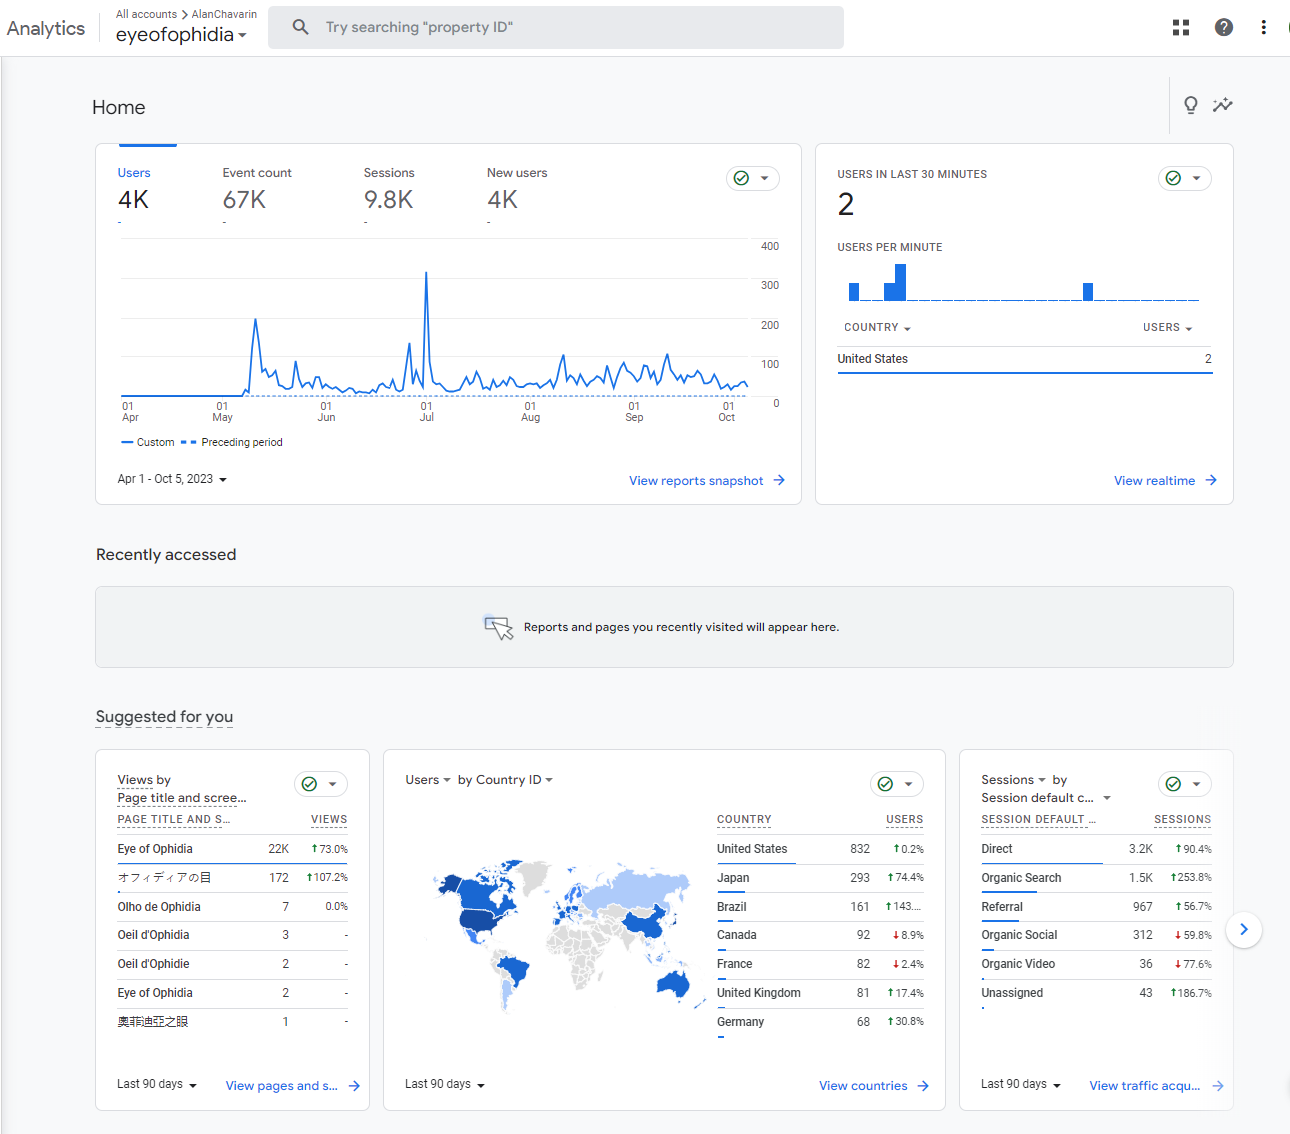 Analytics
All accounts > AlanChavarin
eyeofophidia
Try searching "property ID"
Home
Users
4K
-
Event count
67K
-
Sessions
9.8K
-
New users
4K
-
400
300
200
100
0
01 Apr
01 May
01 Jun
01 Jul
01 Aug
01 Sep
01 Oct
Custom
Preceding period
Apr 1 - Oct 5, 2023
View reports snapshot
USERS IN LAST 30 MINUTES
2
USERS PER MINUTE
COUNTRY USERS
United States 2
View realtime
Recently accessed
Reports and pages you recently visited will appear here.
Suggested for you
Views by
Page title and scree...
PAGE TITLE AND S... VIEWS
Eye of Ophidia 22K ↑73.0%
オフィディアの目 172 ↑107.2%
Olho de Ophidia 7 0.0%
Oeil d'Ophidia 3 -
Oeil d'Ophidie 2 -
Eye of Ophidia 2 -
奧菲迪亞之眼 1 -
Last 90 days
View pages and s...
Users by Country ID
COUNTRY USERS
United States 832 ↑0.2%
Japan 293 ↑74.4%
Brazil 161 ↑143....
Canada 92 ↓8.9%
France 82 ↓2.4%
United Kingdom 81 ↑17.4%
Germany 68 ↑30.8%
Last 90 days
View countries
Sessions by
Session default c...
SESSION DEFAULT ... SESSIONS
Direct 3.2K ↑90.4%
Organic Search 1.5K ↑253.8%
Referral 967 ↑56.7%
Organic Social 312 ↓59.8%
Organic Video 36 ↓77.6%
Unassigned 43 ↑186.7%
Last 90 days
View traffic acqu...